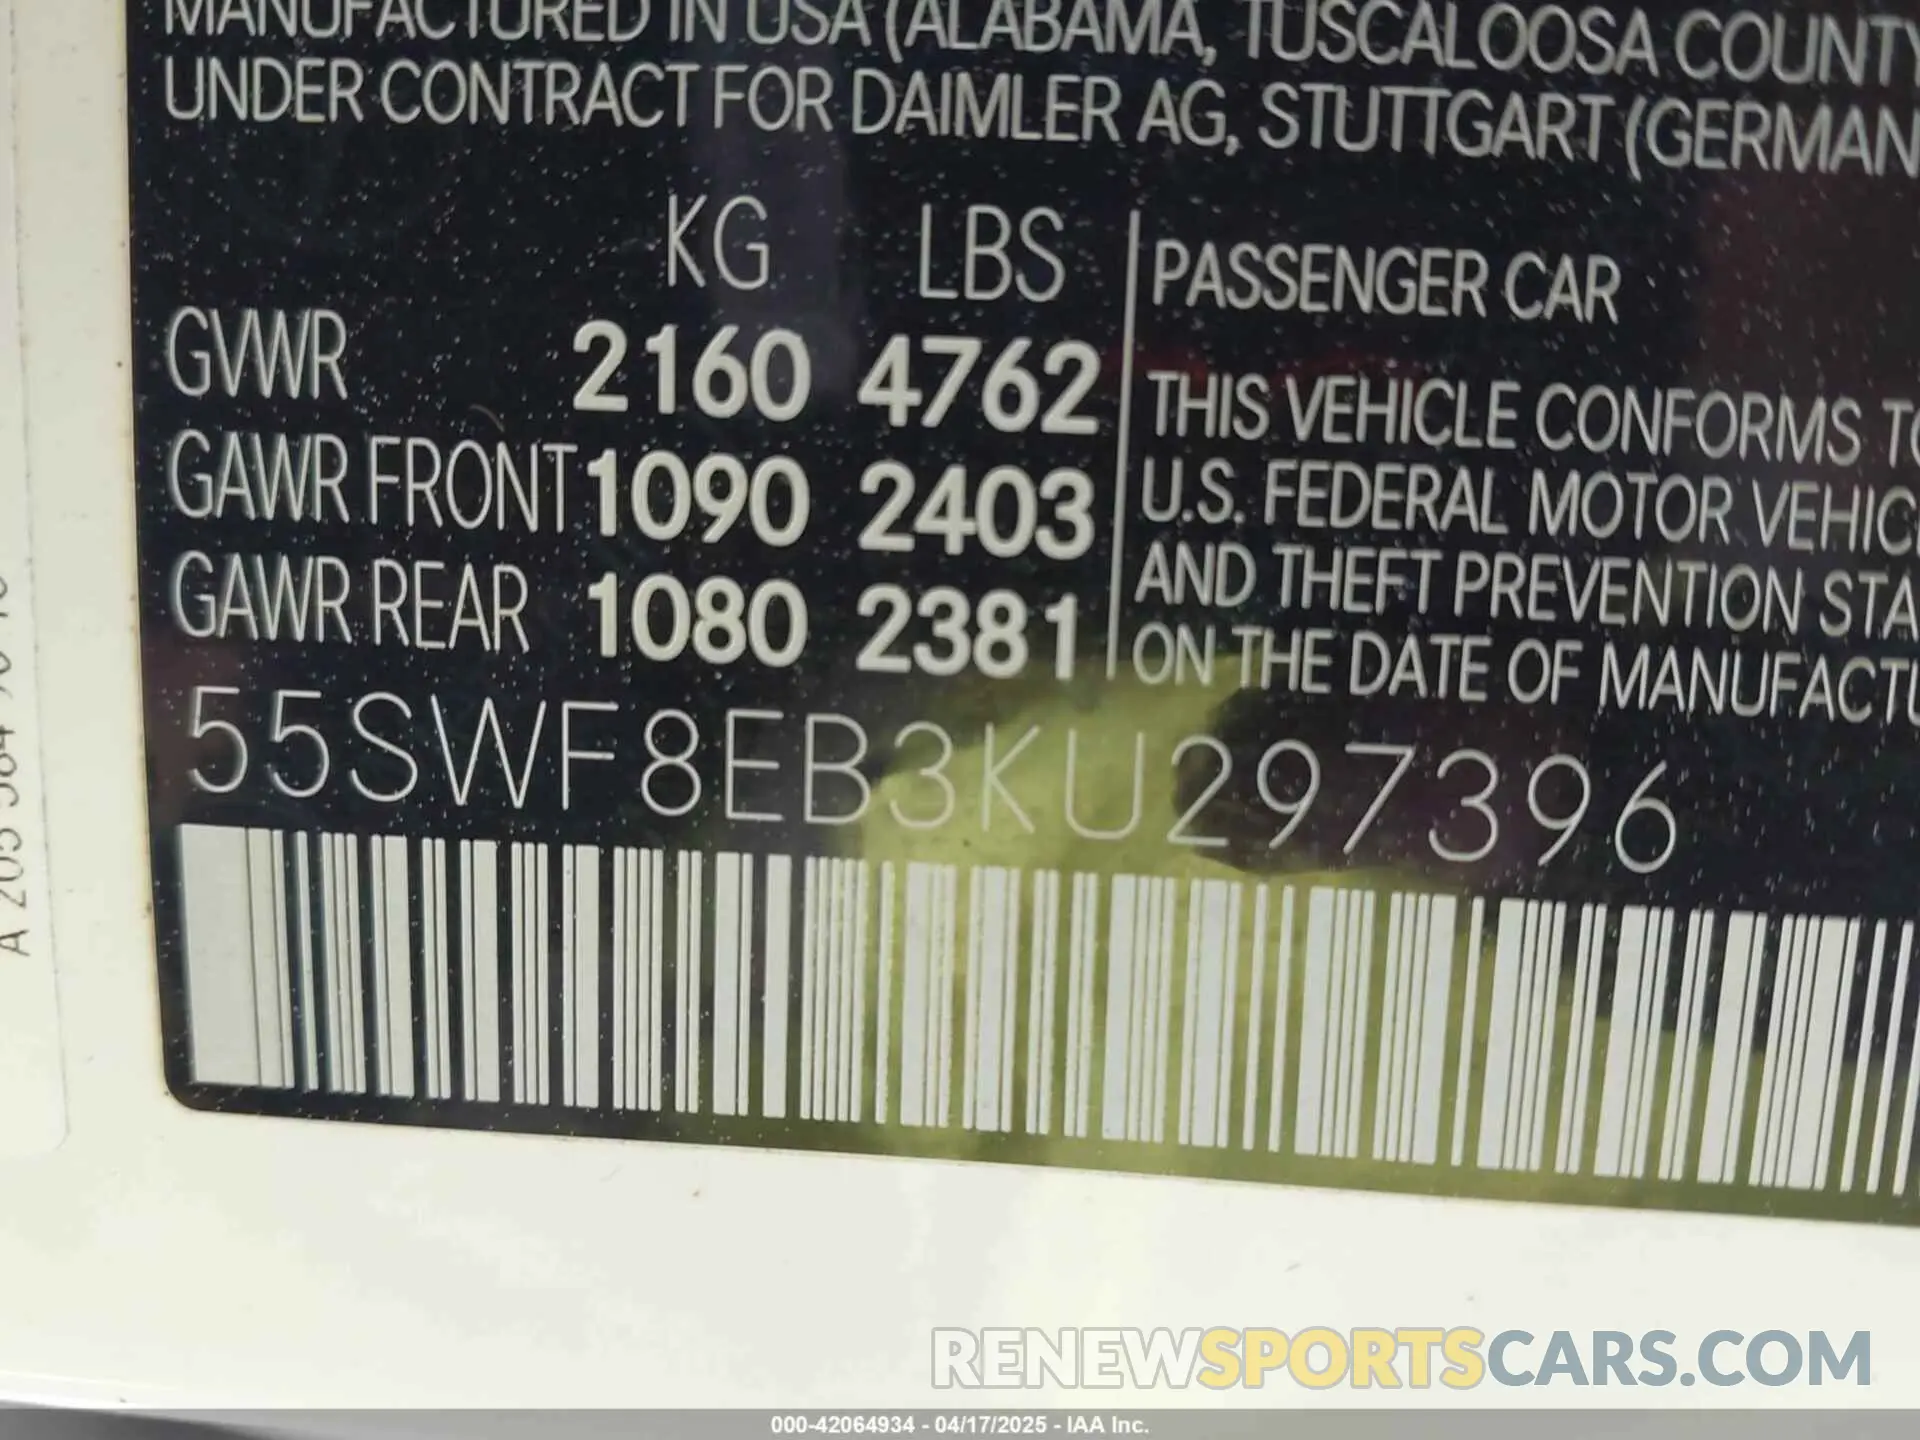 MANUFACTURED IN USA (ALABAMA, TUSCALOOSA COUNTY
UNDER CONTRACT FOR DAIMLER AG, STUTTGART (GERMAN
KG LBS
GVWR 2160 4762
GAWR FRONT 1090 2403
GAWR REAR 1080 2381
PASSENGER CAR
THIS VEHICLE CONFORMS TO
U.S. FEDERAL MOTOR VEHIC
AND THEFT PREVENTION STA
ON THE DATE OF MANUFACTU
55SWF8EB3KU297396
A 205 584
RENEWSPORTSCARS.COM
000-42064934 - 04/17/2025 - IAA Inc.